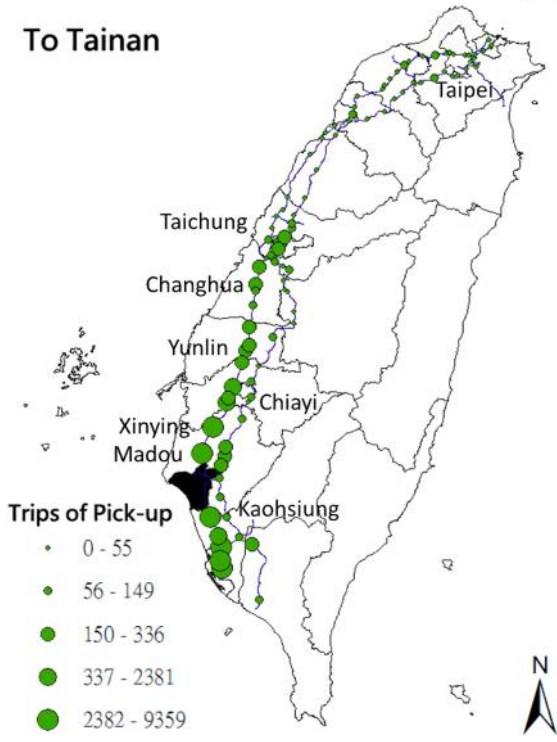 To Tainan
Taipei
Taichung
Changhua
Yunlin
Chiayi
Xinying
Madou
Kaohsiung
Trips of Pick-up
0 - 55
56 - 149
150 - 336
337 - 2381
2382 - 9359
N